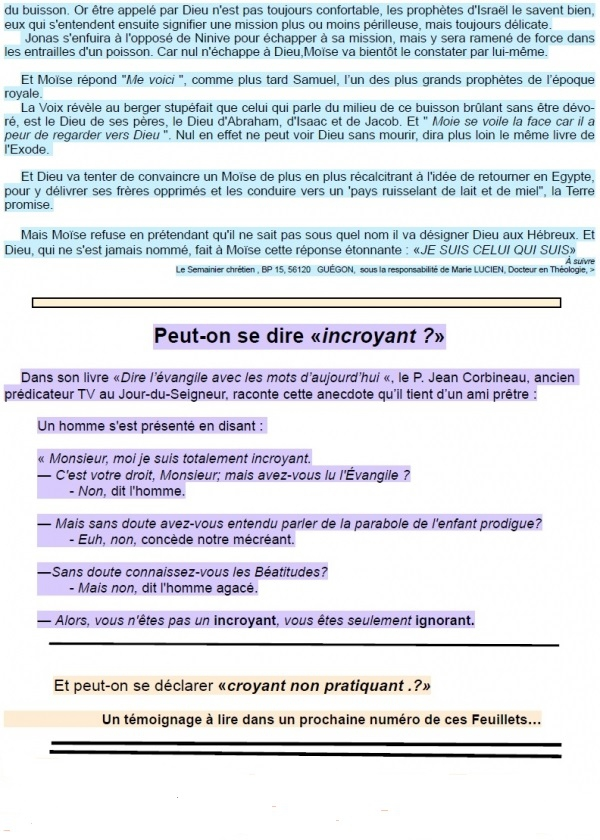 du buisson. Or être appelé par Dieu n'est pas toujours confortable, les prophètes d'Israël le savent bien,
eux qui s'entendent ensuite signifier une mission plus ou moins périlleuse, mais toujours délicate.
Jonas s'enfuira à l'opposé de Ninive pour échapper à sa mission, mais y sera ramené de force dans
les entrailles d'un poisson. Car nul n'échappe à Dieu,Moïse va bientôt le constater par lui-même.
Et Moïse répond "Me voici ", comme plus tard Samuel, l'un des plus grands prophètes de l'époque
royale.
La Voix révèle au berger stupéfait que celui qui parle du milieu de ce buisson brûlant sans être dévo-
ré, est le Dieu de ses pères, le Dieu d'Abraham, d'Isaac et de Jacob. Et " Moie se voile la face car il a
peur de regarder vers Dieu ". Nul en effet ne peut voir Dieu sans mourir, dira plus loin le même livre de
l'Exode.
Et Dieu va tenter de convaincre un Moïse de plus en plus récalcitrant à l'idée de retourner en Egypte,
pour y délivrer ses frères opprimés et les conduire vers un 'pays ruisselant de lait et de miel", la Terre
promise.
Mais Moïse refuse en prétendant qu'il ne sait pas sous quel nom il va désigner Dieu aux Hébreux. Et
Dieu, qui ne s'est jamais nommé, fait à Moïse cette réponse étonnante : «JE SUIS CELUI QUI SUIS»
À suivre
Le Semainier chrétien , BP 15, 56120 GUÉGON, sous la responsabilité de Marie LUCIEN, Docteur en Théologie, >
Peut-on se dire «incroyant ?»
Dans son livre «Dire l'évangile avec les mots d'aujourd'hui «, le P. Jean Corbineau, ancien
prédicateur TV au Jour-du-Seigneur, raconte cette anecdote qu'il tient d'un ami prêtre :
Un homme s'est présenté en disant :
« Monsieur, moi je suis totalement incroyant.
— C'est votre droit, Monsieur; mais avez-vous lu l'Évangile ?
- Non, dit l'homme.
— Mais sans doute avez-vous entendu parler de la parabole de l'enfant prodigue?
- Euh, non, concède notre mécréant.
—Sans doute connaissez-vous les Béatitudes?
- Mais non, dit l'homme agacé.
— Alors, vous n'êtes pas un incroyant, vous êtes seulement ignorant.
Et peut-on se déclarer «croyant non pratiquant .?»
Un témoignage à lire dans un prochaine numéro de ces Feuillets…